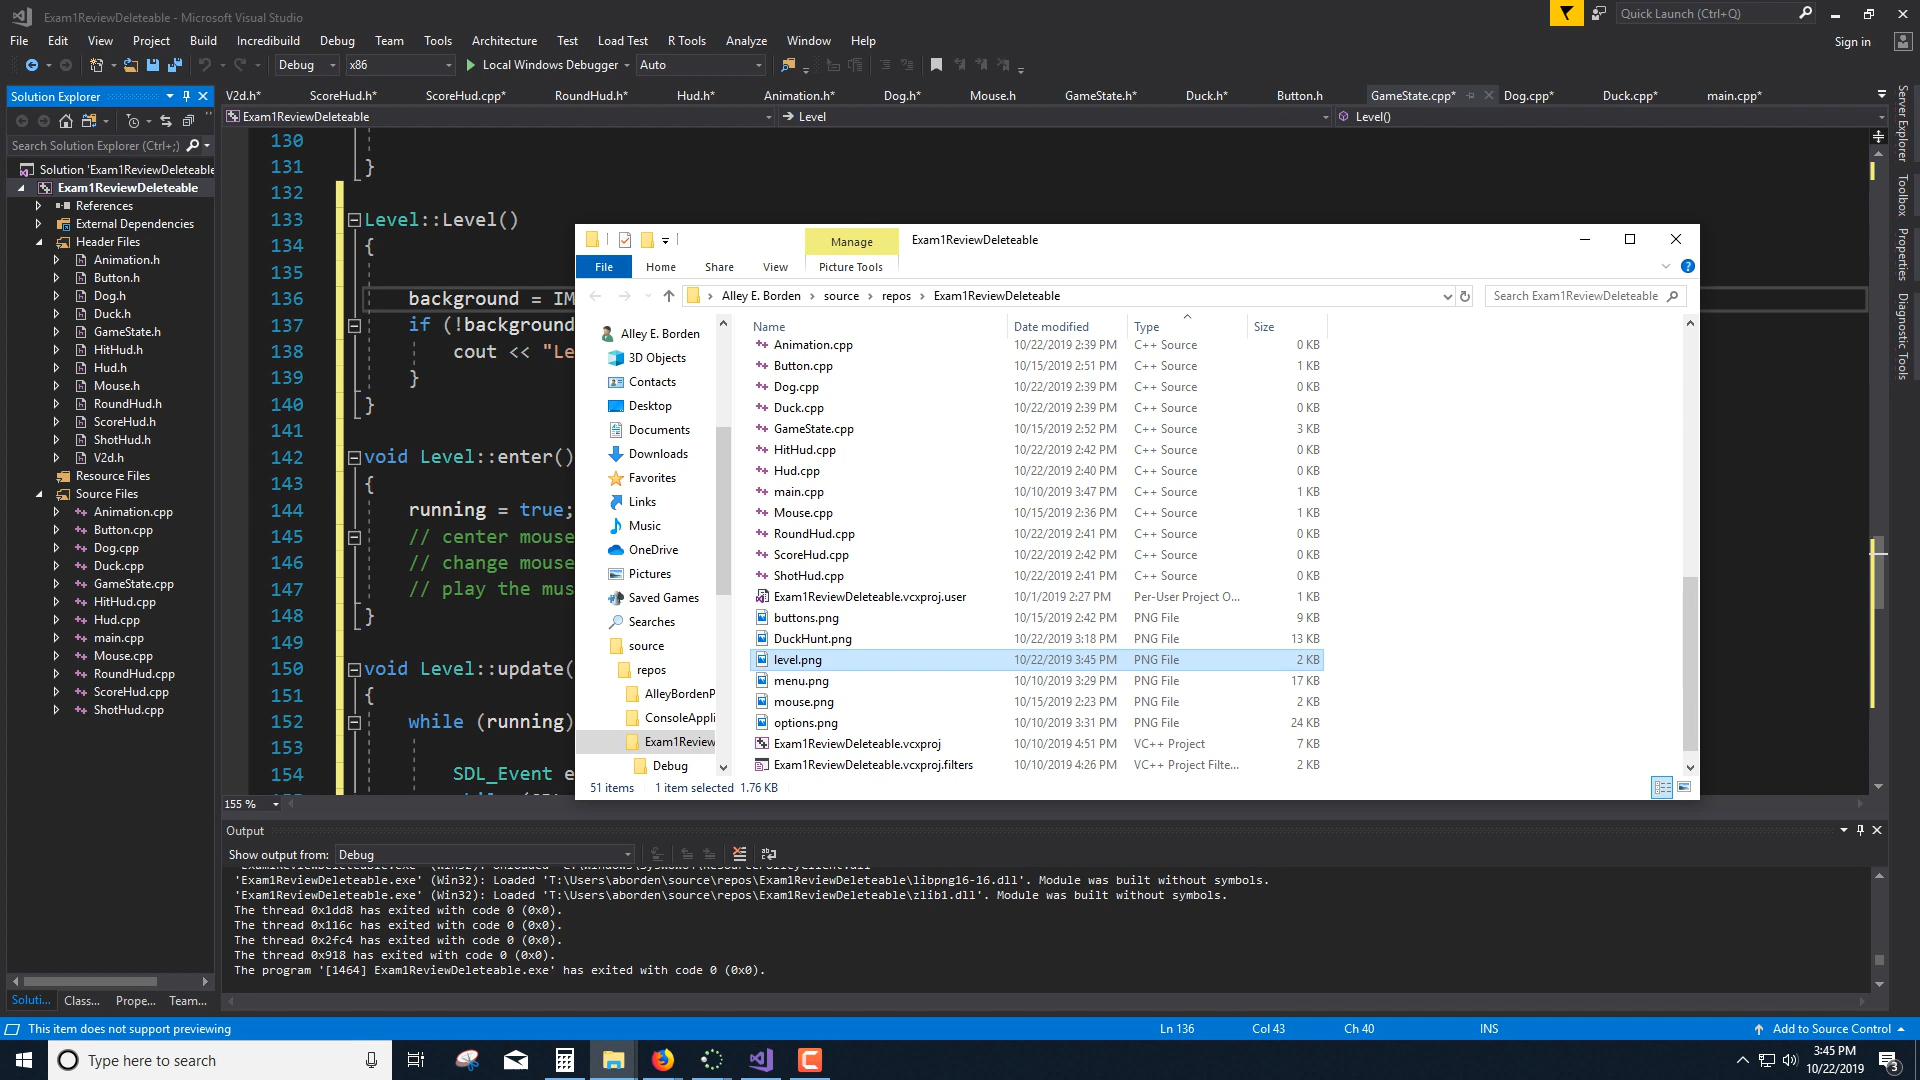 Exam1ReviewDeleteable - Microsoft Visual Studio
Quick Launch (Ctrl+Q)
File Edit View Project Build Incredibuild Debug Team Tools Architecture Test Load Test R Tools Analyze Window Help
Sign in
Debug x86 Local Windows Debugger Auto
Solution Explorer
V2d.h* ScoreHud.h* ScoreHud.cpp* RoundHud.h* Hud.h* Animation.h* Dog.h* Mouse.h GameState.h* Duck.h* Button.h GameState.cpp* Dog.cpp* Duck.cpp* main.cpp*
Exam1ReviewDeleteable Level Level()
Search Solution Explorer (Ctrl+;)
Solution 'Exam1ReviewDeleteable
Exam1ReviewDeleteable
References
External Dependencies
Header Files
Animation.h
Button.h
Dog.h
Duck.h
GameState.h
HitHud.h
Hud.h
Mouse.h
RoundHud.h
ScoreHud.h
ShotHud.h
V2d.h
Resource Files
Source Files
Animation.cpp
Button.cpp
Dog.cpp
Duck.cpp
GameState.cpp
HitHud.cpp
Hud.cpp
main.cpp
Mouse.cpp
RoundHud.cpp
ScoreHud.cpp
ShotHud.cpp
Soluti... Class... Prope... Team...
130
131 }
132
133 Level::Level()
134 {
135
136 background = IM
137 if (!background
138 cout << "Le
139 }
140 }
141
142 void Level::enter()
143 {
144 running = true;
145 // center mouse
146 // change mouse
147 // play the mus
148 }
149
150 void Level::update(
151 {
152 while (running)
153
154 SDL_Event e
155 %
Server Explorer
Toolbox
Properties
Diagnostic Tools
Manage
Exam1ReviewDeleteable
File Home Share View Picture Tools
Alley E. Borden source repos Exam1ReviewDeleteable
Search Exam1ReviewDeleteable
Alley E. Borden
3D Objects
Contacts
Desktop
Documents
Downloads
Favorites
Links
Music
OneDrive
Pictures
Saved Games
Searches
source
repos
AlleyBordenP
ConsoleAppli
Exam1Review
Debug
Name Date modified Type Size
Animation.cpp 10/22/2019 2:39 PM C++ Source 0 KB
Button.cpp 10/15/2019 2:51 PM C++ Source 1 KB
Dog.cpp 10/22/2019 2:39 PM C++ Source 0 KB
Duck.cpp 10/22/2019 2:39 PM C++ Source 0 KB
GameState.cpp 10/15/2019 2:52 PM C++ Source 3 KB
HitHud.cpp 10/22/2019 2:42 PM C++ Source 0 KB
Hud.cpp 10/22/2019 2:40 PM C++ Source 0 KB
main.cpp 10/10/2019 3:47 PM C++ Source 1 KB
Mouse.cpp 10/15/2019 2:36 PM C++ Source 1 KB
RoundHud.cpp 10/22/2019 2:41 PM C++ Source 0 KB
ScoreHud.cpp 10/22/2019 2:42 PM C++ Source 0 KB
ShotHud.cpp 10/22/2019 2:41 PM C++ Source 0 KB
Exam1ReviewDeleteable.vcxproj.user 10/1/2019 2:27 PM Per-User Project O... 1 KB
buttons.png 10/15/2019 2:42 PM PNG File 9 KB
DuckHunt.png 10/22/2019 3:18 PM PNG File 13 KB
level.png 10/22/2019 3:45 PM PNG File 2 KB
menu.png 10/10/2019 3:29 PM PNG File 17 KB
mouse.png 10/15/2019 2:23 PM PNG File 2 KB
options.png 10/10/2019 3:31 PM PNG File 24 KB
Exam1ReviewDeleteable.vcxproj 10/10/2019 4:51 PM VC++ Project 7 KB
Exam1ReviewDeleteable.vcxproj.filters 10/10/2019 4:26 PM VC++ Project Filte... 2 KB
51 items 1 item selected 1.76 KB
155 %
Output
Show output from: Debug
'Exam1ReviewDeleteable.exe' (Win32): Loaded 'T:\Users\aborden\source\repos\Exam1ReviewDeleteable\libpng16-16.dll'. Module was built without symbols.
'Exam1ReviewDeleteable.exe' (Win32): Loaded 'T:\Users\aborden\source\repos\Exam1ReviewDeleteable\zlib1.dll'. Module was built without symbols.
The thread 0x1dd8 has exited with code 0 (0x0).
The thread 0x116c has exited with code 0 (0x0).
The thread 0x2fc4 has exited with code 0 (0x0).
The thread 0x918 has exited with code 0 (0x0).
The program '[1464] Exam1ReviewDeleteable.exe' has exited with code 0 (0x0).
This item does not support previewing Ln 136 Col 43 Ch 40 INS Add to Source Control
Type here to search
3:45 PM
10/22/2019
3